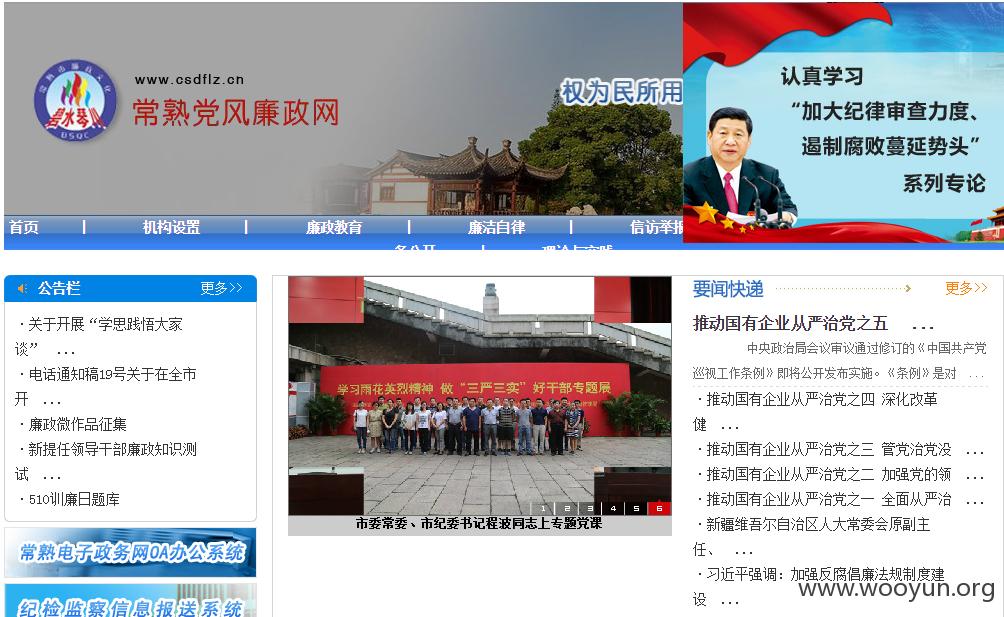 www.csdflz.cn
常熟党风廉政网
权为民所用
碧水琴川
BSQC
认真学习
“加大纪律审查力度、
遏制腐败蔓延势头”
系列专论
首页 | 机构设置 | 廉政教育 | 廉洁自律 | 信访举报
公告栏 更多>>
·关于开展“学思践悟大家
谈” ...
·电话通知稿19号关于在全市
开 ...
·廉政微作品征集
·新提任领导干部廉政知识测
试 ...
·510训廉日题库
常熟电子政务网OA办公系统
纪检监察信息报送系统
学习雨花英烈精神 做“三严三实”好干部专题展
1 2 3 4 5 6
市委常委、市纪委书记程波同志上专题党课
要闻快递 更多>>
推动国有企业从严治党之五 ...
中央政治局会议审议通过修订的《中国共产党
巡视工作条例》即将公开发布实施。《条例》是对 ...
·推动国有企业从严治党之四 深化改革
健 ...
·推动国有企业从严治党之三 管党治党没 ...
·推动国有企业从严治党之二 加强党的领 ...
·推动国有企业从严治党之一 全面从严治 ...
·新疆维吾尔自治区人大常委会原副主
任、 ...
·习近平强调：加强反腐倡廉法规制度建
设 ...
www.wooyun.org